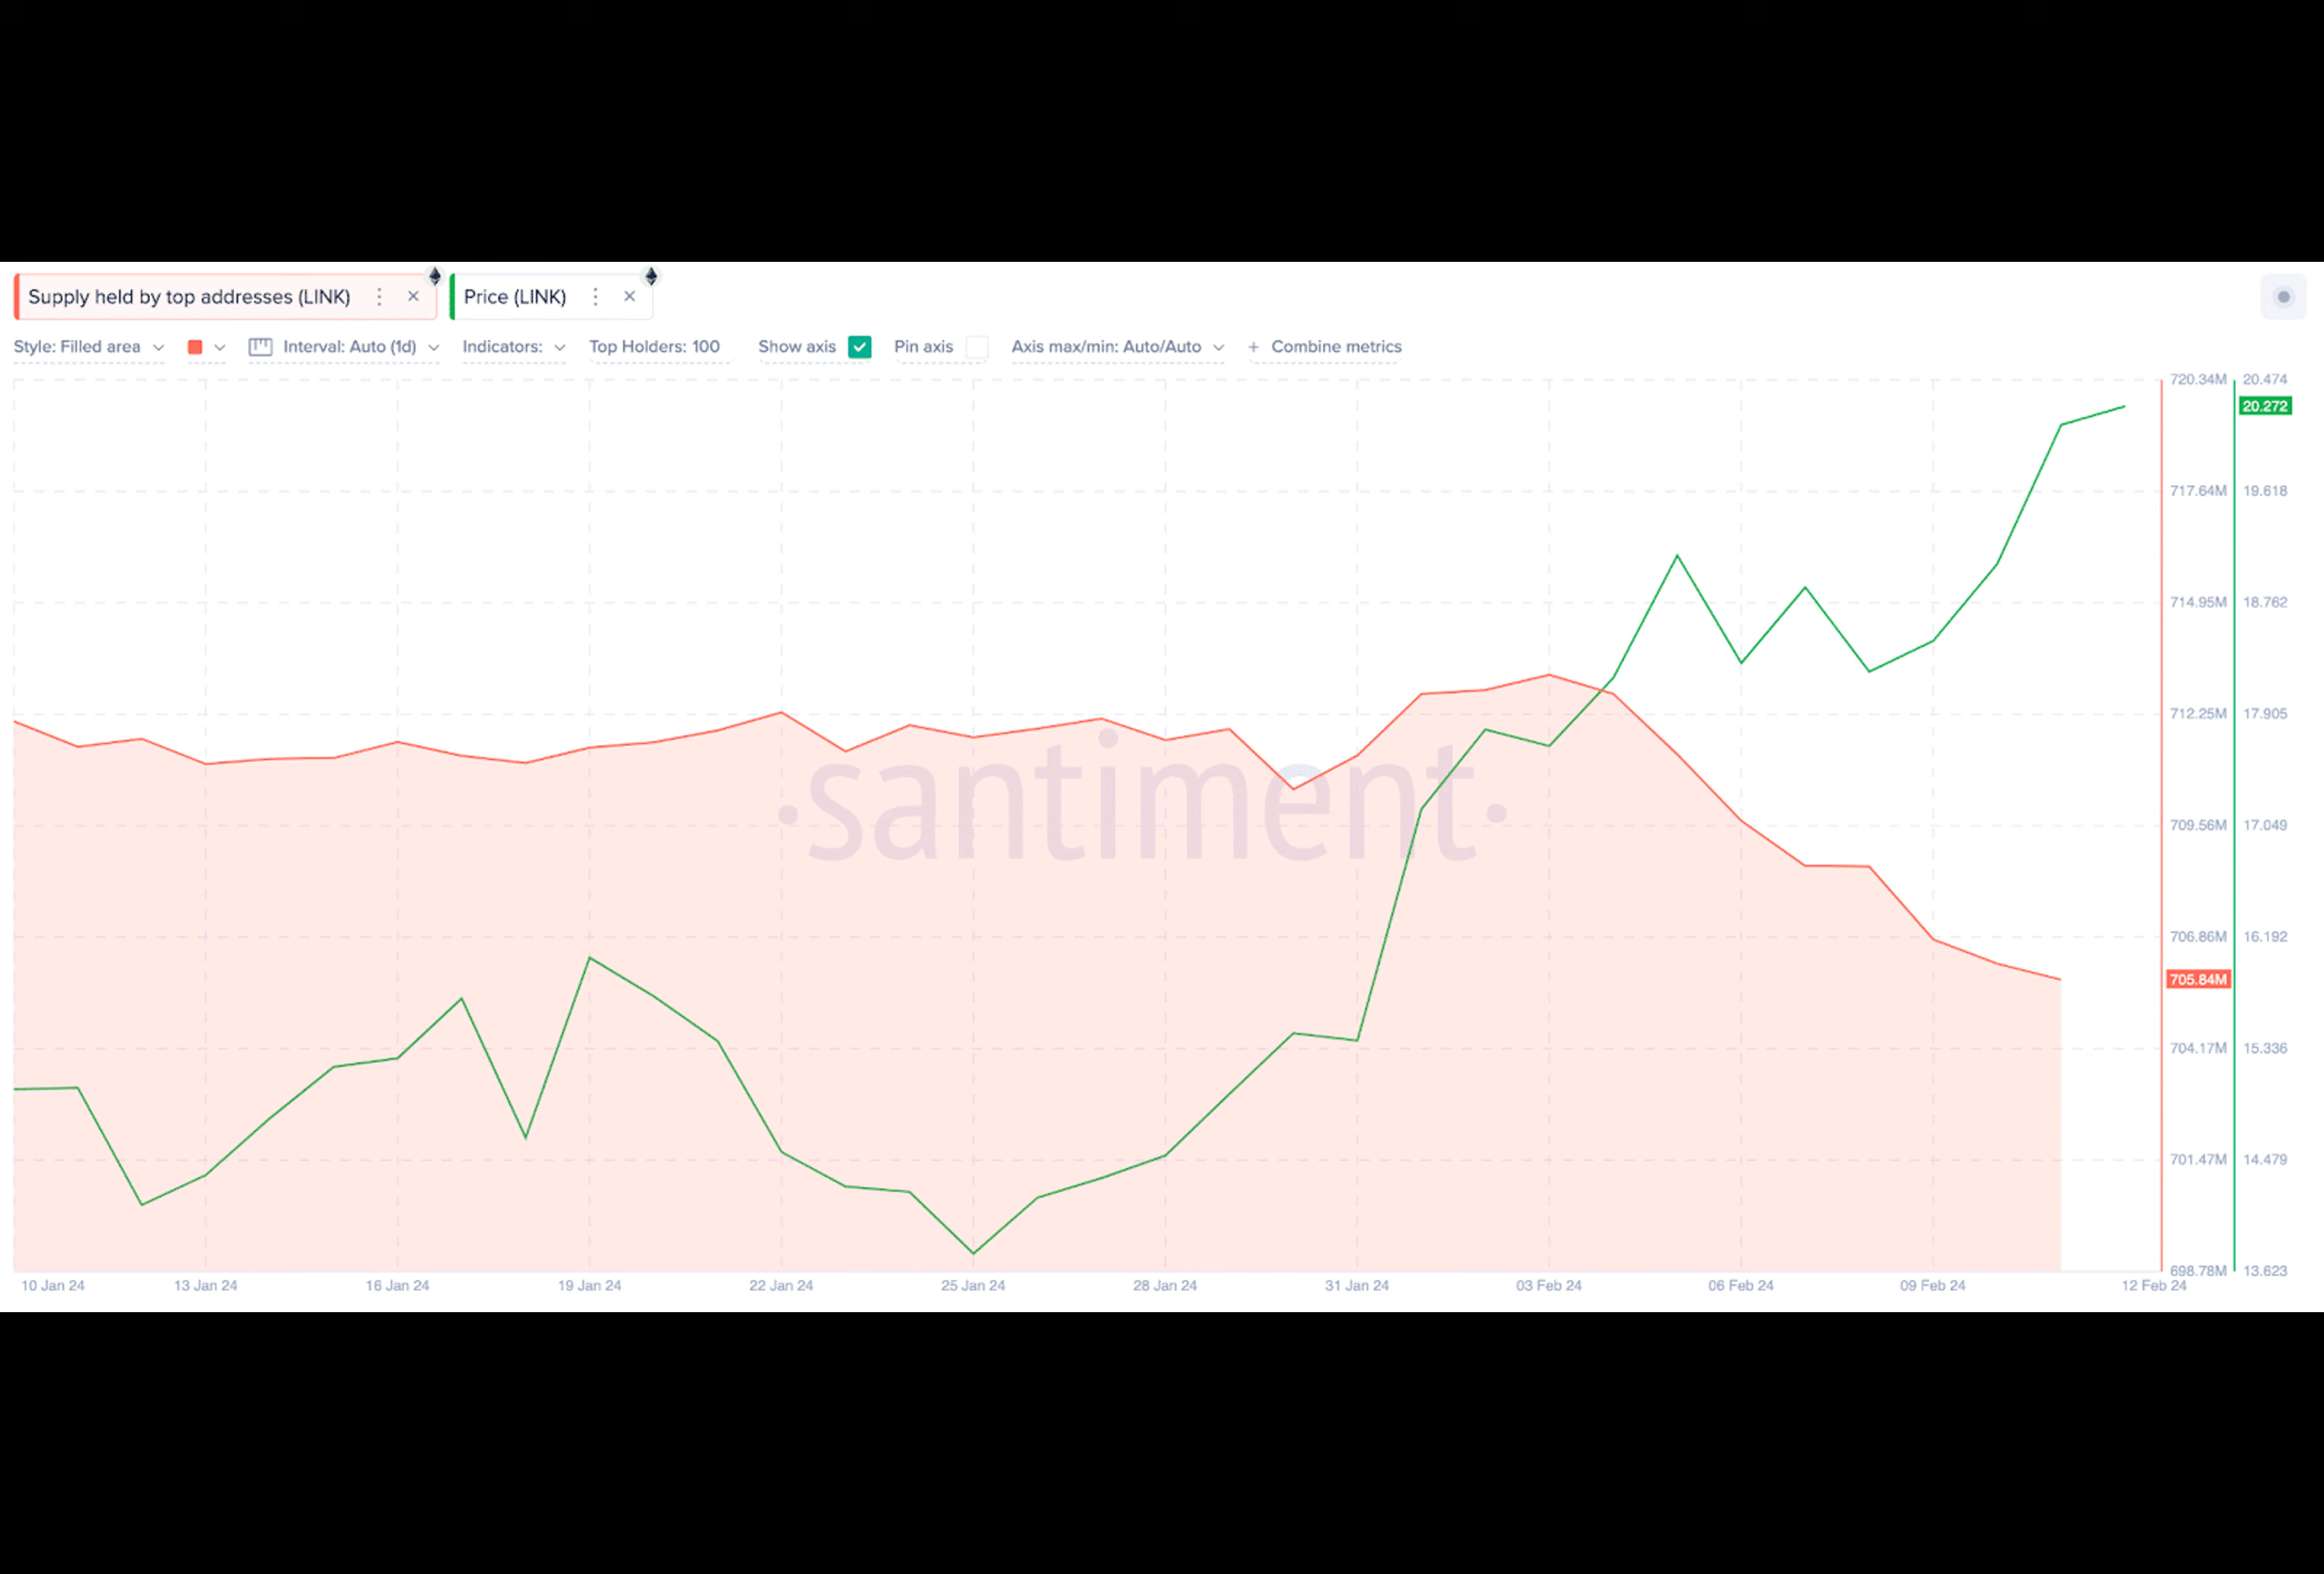 Supply held by top addresses (LINK)
Price (LINK)
Style: Filled area
Interval: Auto (1d)
Indicators:
Top Holders: 100
Show axis
Pin axis
Axis max/min: Auto/Auto
+ Combine metrics
720.34M 20.474
20.272
717.64M 19.618
714.95M 18.762
712.25M 17.905
·santiment·
709.56M 17.049
706.86M 16.192
705.84M
704.17M 15.336
701.47M 14.479
698.78M 13.623
10 Jan 24 13 Jan 24 16 Jan 24 19 Jan 24 22 Jan 24 25 Jan 24 28 Jan 24 31 Jan 24 03 Feb 24 06 Feb 24 09 Feb 24 12 Feb 24